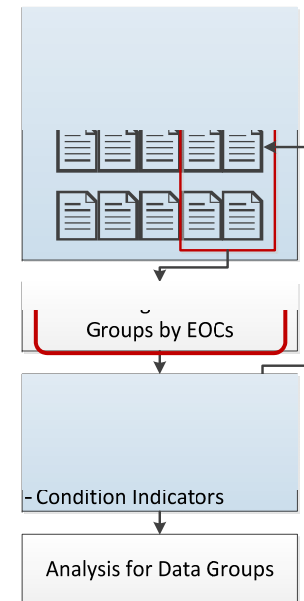 Groups by EOCs
- Condition Indicators
Analysis for Data Groups